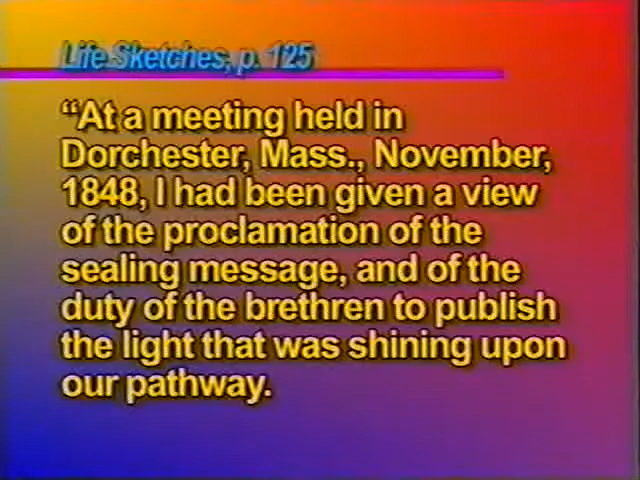 Life Sketches, p. 125
“At a meeting held in
Dorchester, Mass., November,
1848, I had been given a view
of the proclamation of the
sealing message, and of the
duty of the brethren to publish
the light that was shining upon
our pathway.